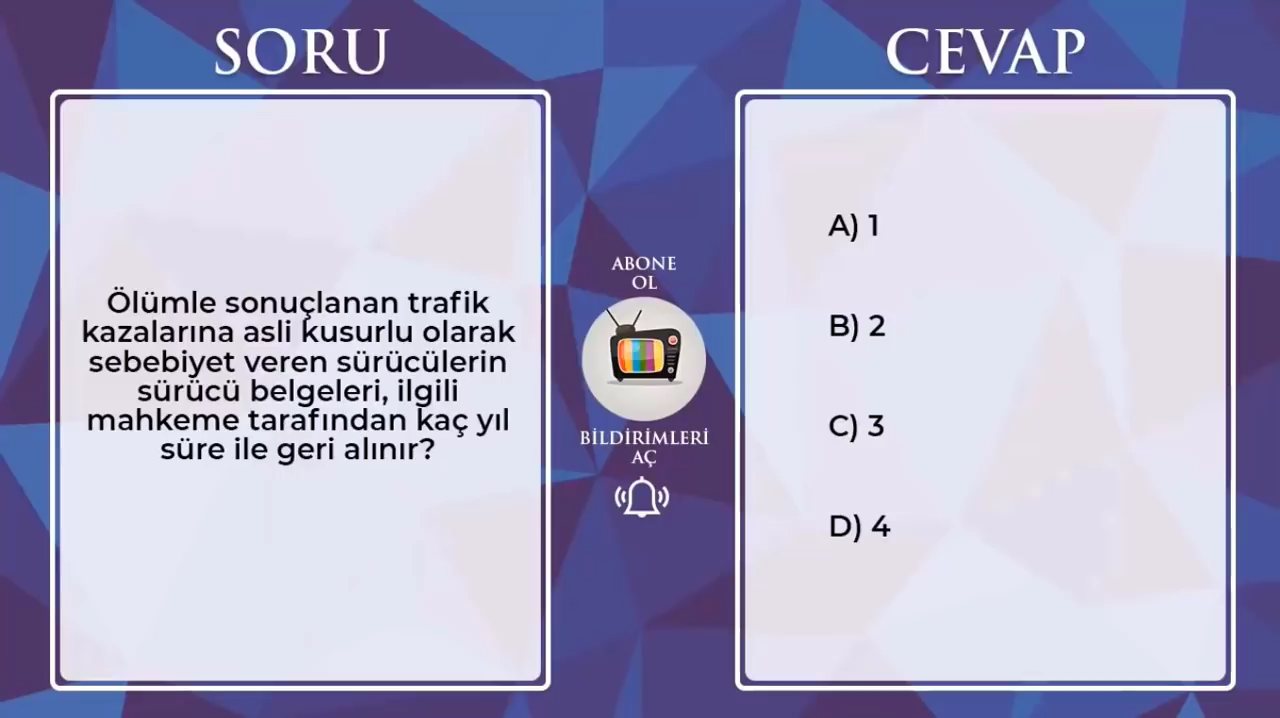 SORU
Ölümle sonuçlanan trafik
kazalarına asli kusurlu olarak
sebebiyet veren sürücülerin
sürücü belgeleri, ilgili
mahkeme tarafından kaç yıl
süre ile geri alınır?
ABONE
OL
BİLDİRİMLERİ
AÇ
CEVAP
A) 1
B) 2
C) 3
D) 4